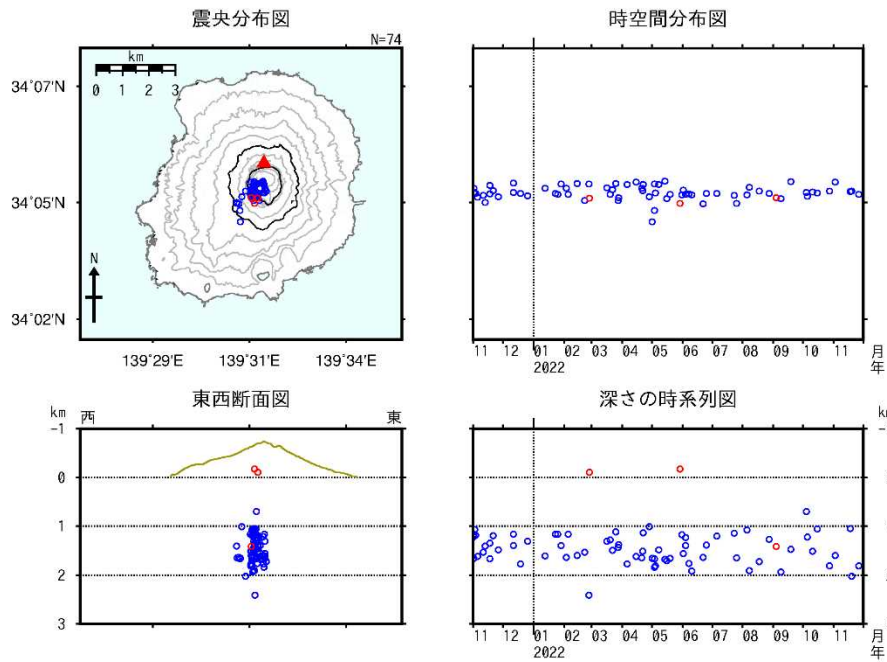 震央分布図
N=74
km
0 1 2 3
34°07'N
34°05'N
34°02'N
N
139°29'E 139°31'E 139°34'E
時空間分布図
11 12 01 02 03 04 05 06 07 08 09 10 11 月
2022 年
東西断面図
km 西 東
-1
0
1
2
3
深さの時系列図
km
-1
11 12 01 02 03 04 05 06 07 08 09 10 11 月
2022 年